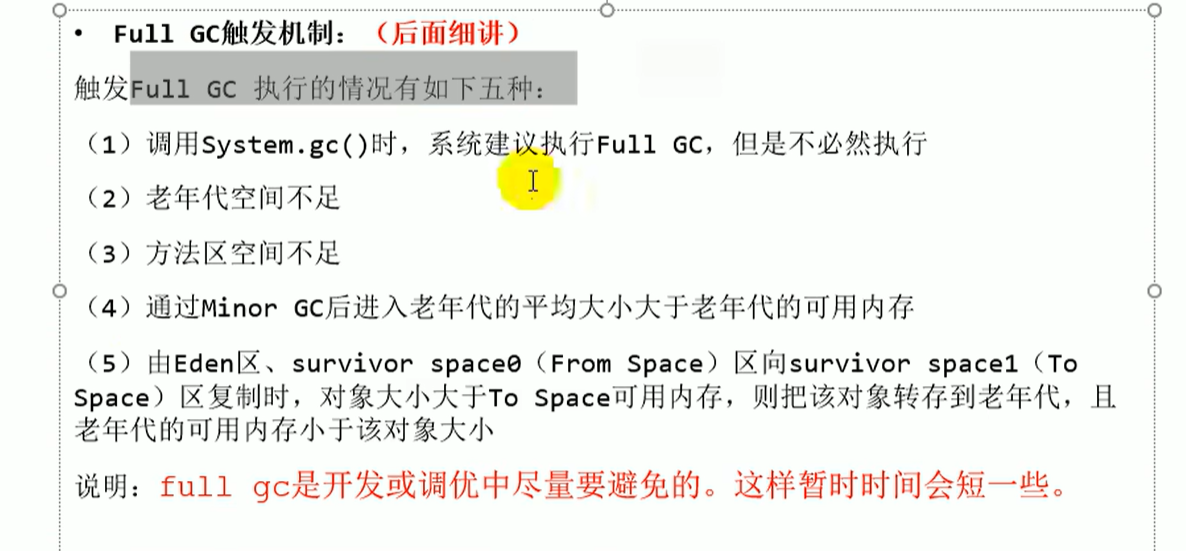 • Full GC触发机制：（后面细讲）
触发Full GC 执行的情况有如下五种：
（1）调用System.gc()时，系统建议执行Full GC，但是不必然执行
（2）老年代空间不足
（3）方法区空间不足
（4）通过Minor GC后进入老年代的平均大小大于老年代的可用内存
（5）由Eden区、survivor space0（From Space）区向survivor space1（To
Space）区复制时，对象大小大于To Space可用内存，则把该对象转存到老年代，且
老年代的可用内存小于该对象大小
说明：full gc是开发或调优中尽量要避免的。这样暂时时间会短一些。